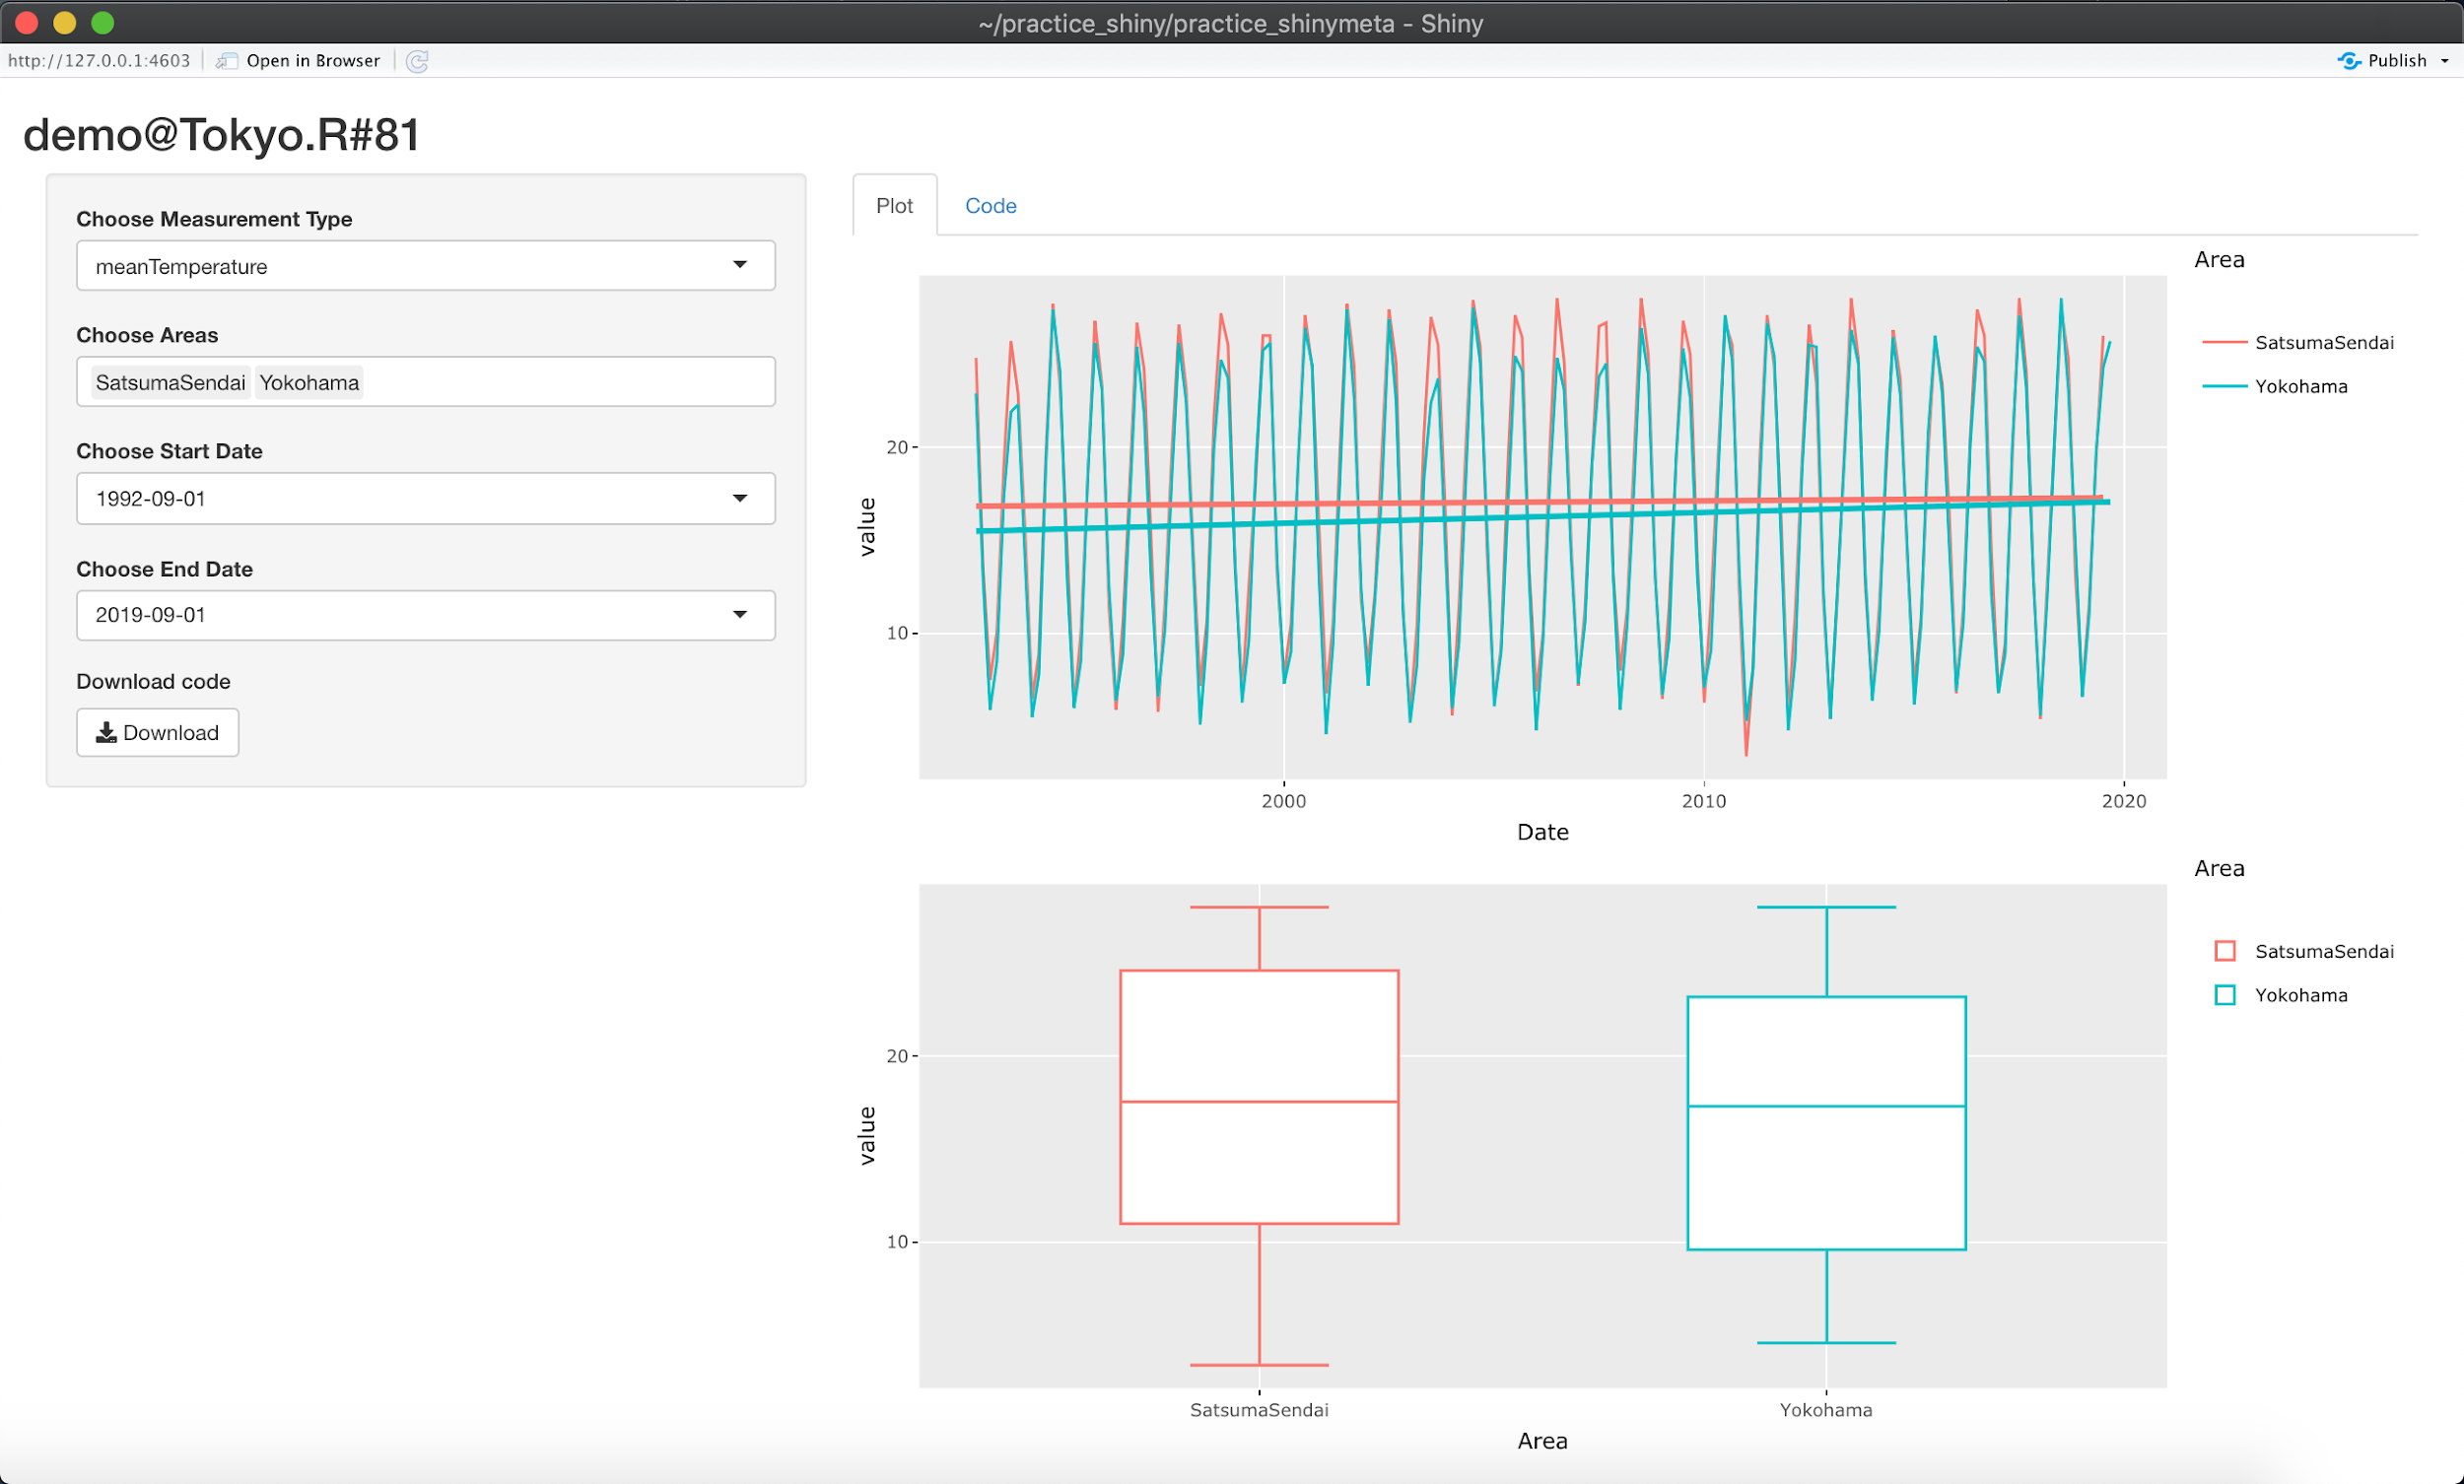 ~/practice_shiny/practice_shinymeta - Shiny
http://127.0.0.1:4603 Open in Browser Publish
demo@Tokyo.R#81
Choose Measurement Type
meanTemperature
Choose Areas
SatsumaSendai Yokohama
Choose Start Date
1992-09-01
Choose End Date
2019-09-01
Download code
Download
Plot Code
Area
SatsumaSendai
Yokohama
value
20
10
2000 2010 2020
Date
Area
SatsumaSendai
Yokohama
value
20
10
SatsumaSendai Yokohama
Area